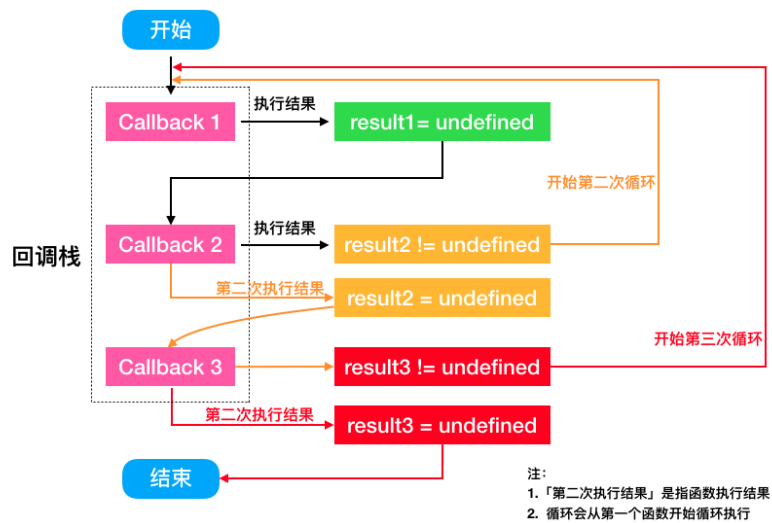 开始
执行结果
Callback 1
result1= undefined
开始第二次循环
执行结果
回调栈
Callback 2
result2 != undefined
第二次执行结果
result2 = undefined
开始第三次循环
Callback 3
result3 != undefined
第二次执行结果
result3 = undefined
结束
注：
1.「第二次执行结果」是指函数执行结果
2. 循环会从第一个函数开始循环执行